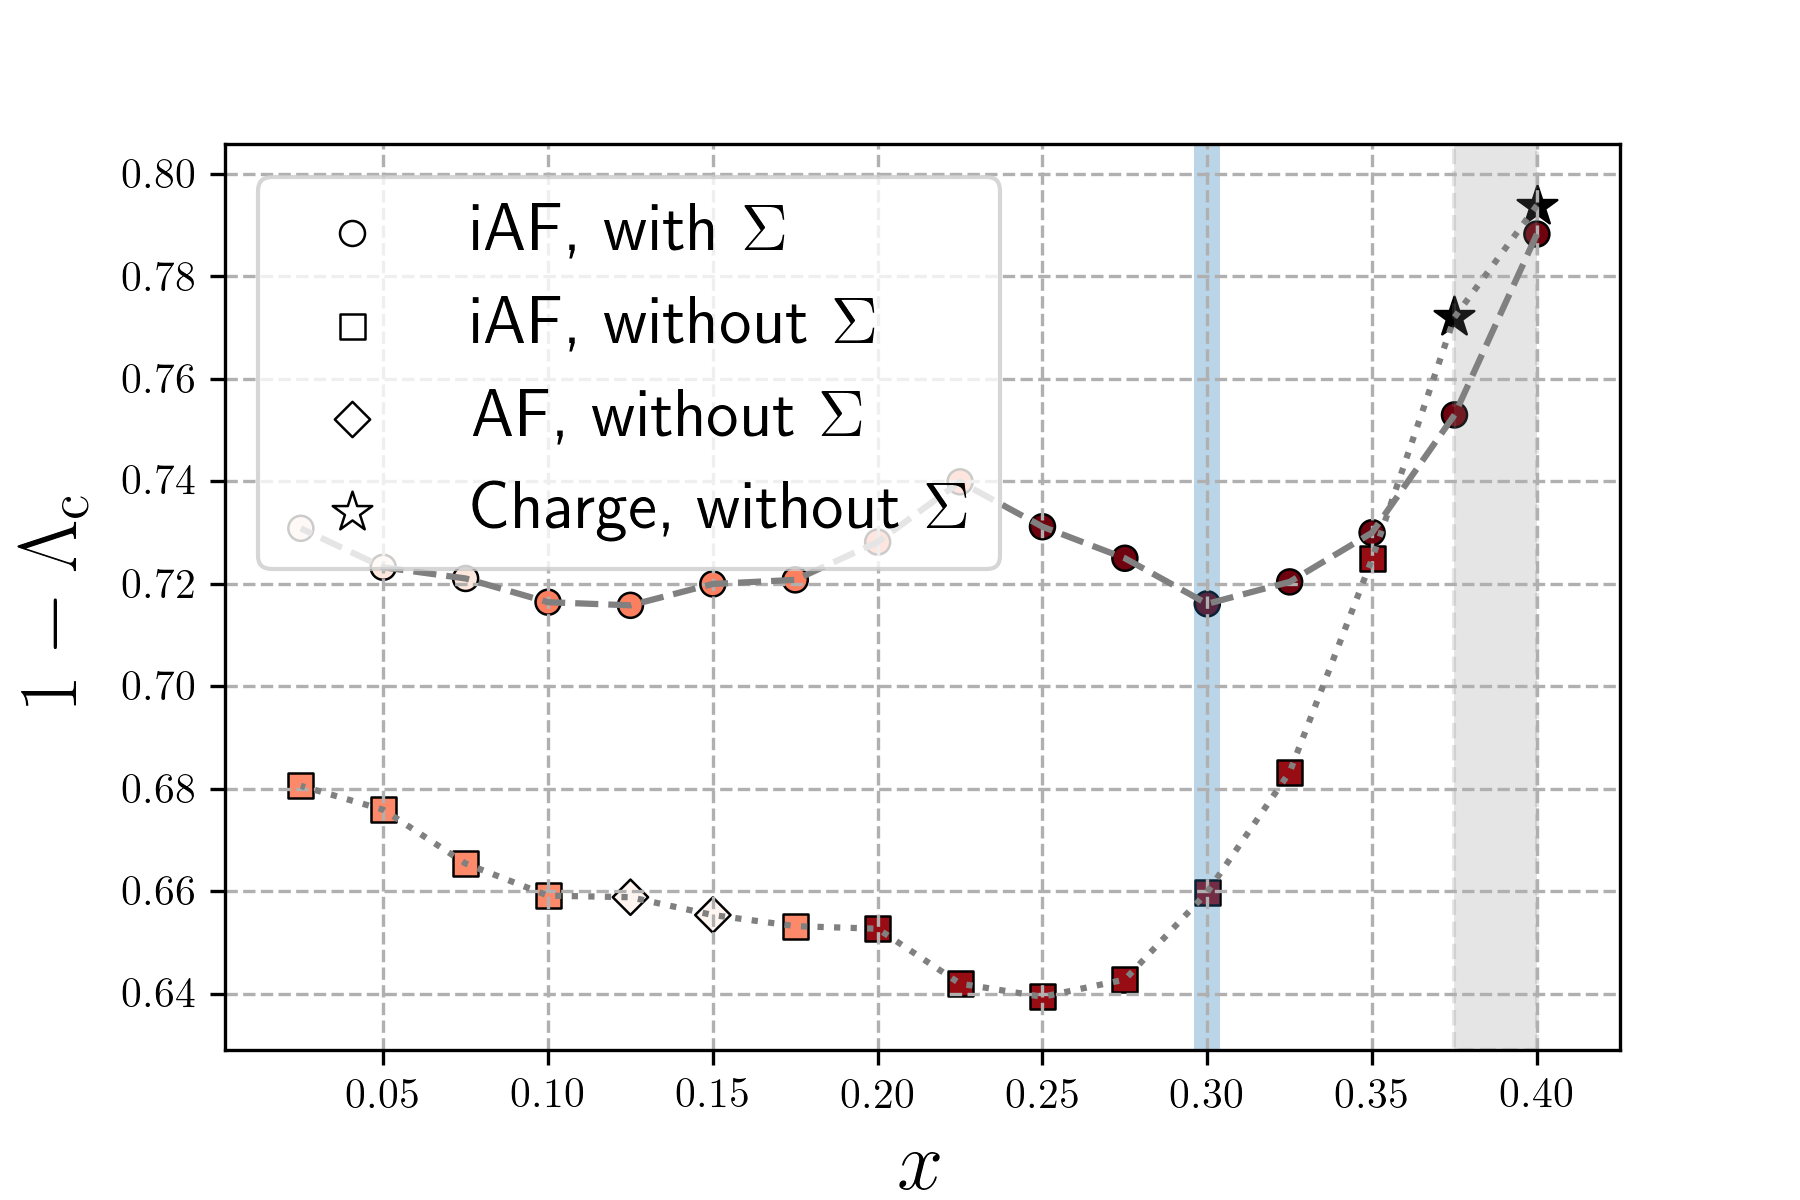 iAF, with Σ
iAF, without Σ
AF, without Σ
Charge, without Σ
0.80
0.78
0.76
0.74
0.72
0.70
0.68
0.66
0.64
1 − Λc
0.05 0.10 0.15 0.20 0.25 0.30 0.35 0.40
x